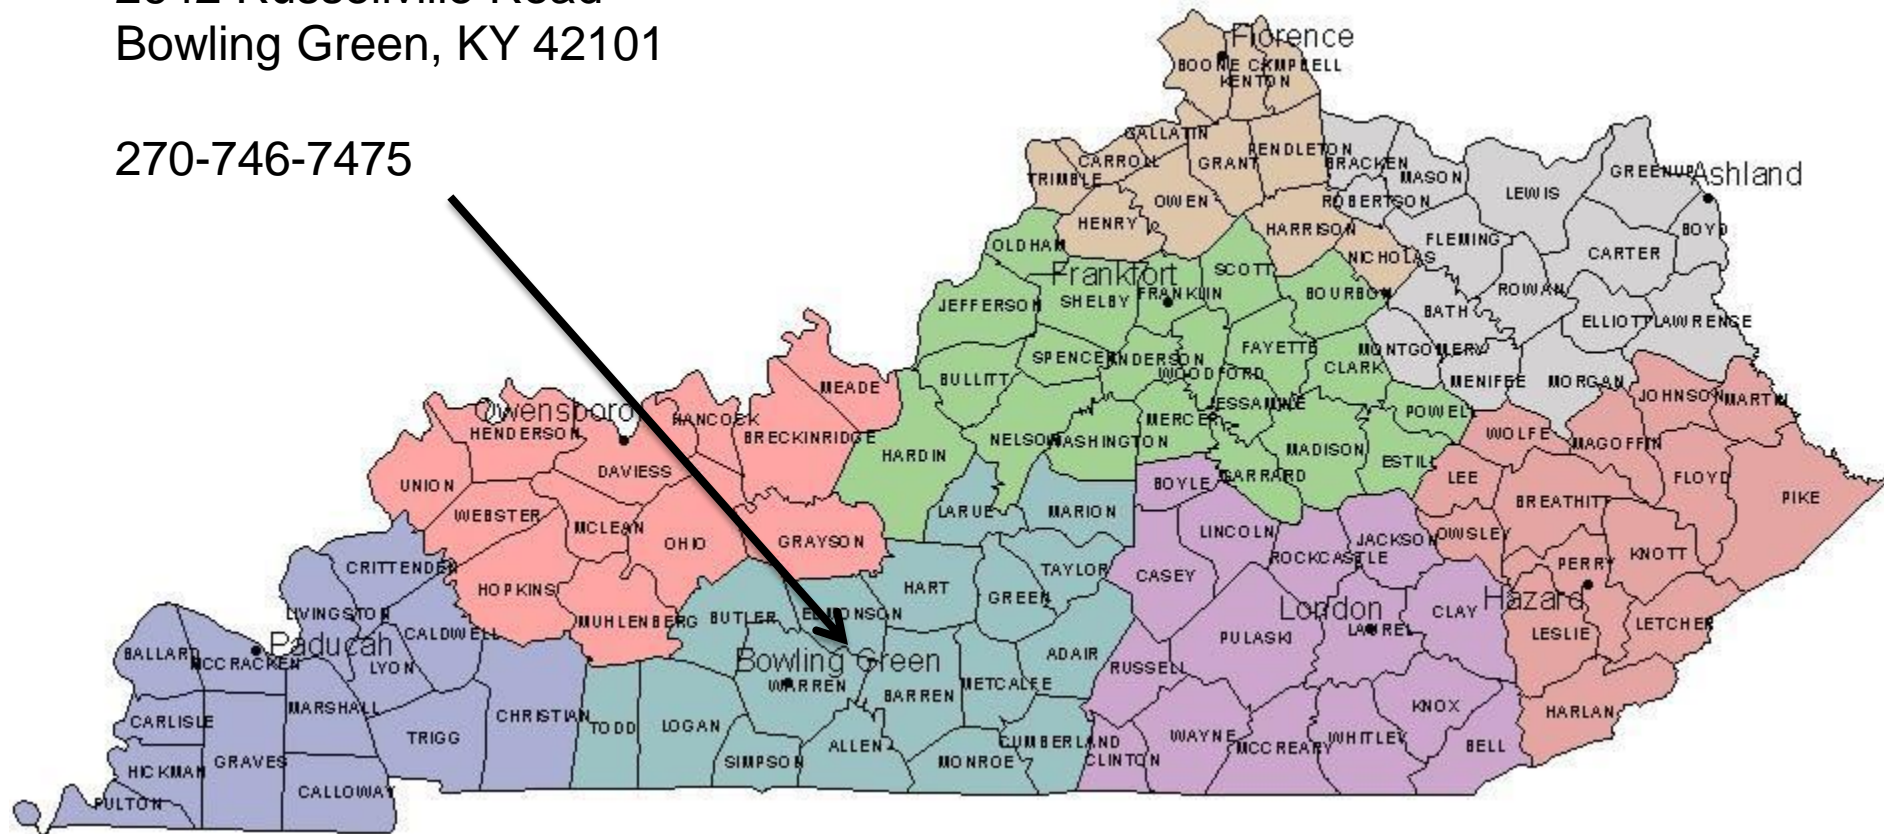 2642 Russellville Road
Bowling Green, KY 42101
270-746-7475
Florence
BOONE CAMPBELL
KENTON
GALLATIN
PENDLETON
CARROLL
GRANT
BRACKEN
MASON
TRIMBLE
OWEN
ROBERTSON
LEWIS
GREENUP
Ashland
HENRY
HARRISON
BOYD
OLDHAM
NICHOLAS
FLEMING
CARTER
Frankfort
SCOTT
JEFFERSON
SHELBY
FRANKLIN
BOURBON
BATH
ROWAN
ELLIOTT
LAWRENCE
SPENCER
ANDERSON
WOODFORD
FAYETTE
CLARK
MONTGOMERY
MENIFEE
MORGAN
BULLITT
MEADE
JOHNSON
MARTIN
Owensboro
HANCOCK
HENDERSON
BRECKINRIDGE
MERCER
JESSAMINE
POWELL
NELSON
WASHINGTON
WOLFE
MAGOFFIN
DAVIESS
HARDIN
MADISON
ESTILL
UNION
GARRARD
LEE
FLOYD
BOYLE
BREATHITT
PIKE
WEBSTER
MCLEAN
OHIO
GRAYSON
LARUE
MARION
LINCOLN
ROCKCASTLE
JACKSON
OWSLEY
KNOTT
CRITTENDEN
HOPKINS
HART
TAYLOR
CASEY
PERRY
GREEN
LIVINGSTON
MUHLENBERG
BUTLER
EDMONSON
London
CLAY
Hazard
CALDWELL
PULASKI
LAUREL
LESLIE
LETCHER
Paducah
BALLARD
MCCRACKEN
LYON
Bowling Green
WARREN
ADAIR
RUSSELL
BARREN
METCALFE
MARSHALL
CARLISLE
CHRISTIAN
TODD
LOGAN
KNOX
HARLAN
TRIGG
ALLEN
CUMBERLAND
WAYNE
MCCREARY
WHITLEY
BELL
HICKMAN
GRAVES
SIMPSON
MONROE
CLINTON
CALLOWAY
FULTON